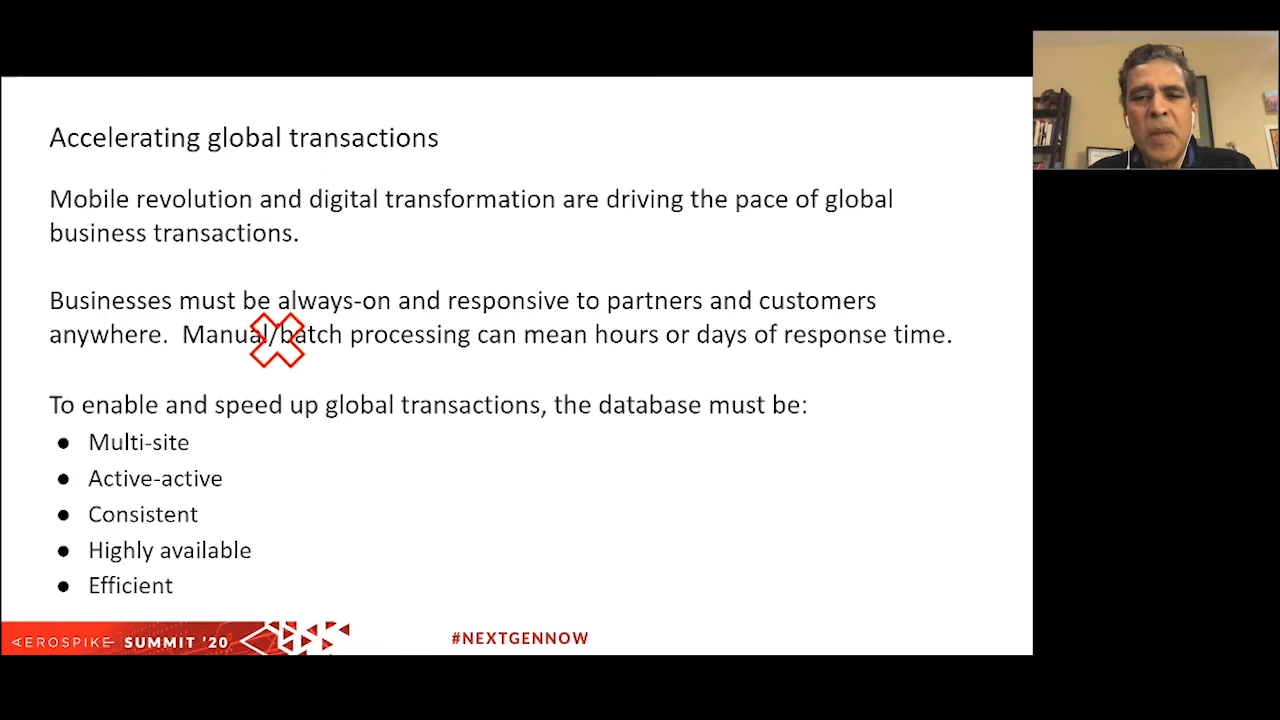 Accelerating global transactions
Mobile revolution and digital transformation are driving the pace of global
business transactions.
Businesses must be always-on and responsive to partners and customers
anywhere. Manual/batch processing can mean hours or days of response time.
To enable and speed up global transactions, the database must be:
● Multi-site
● Active-active
● Consistent
● Highly available
● Efficient
AEROSPIKE SUMMIT '20
#NEXTGENNOW